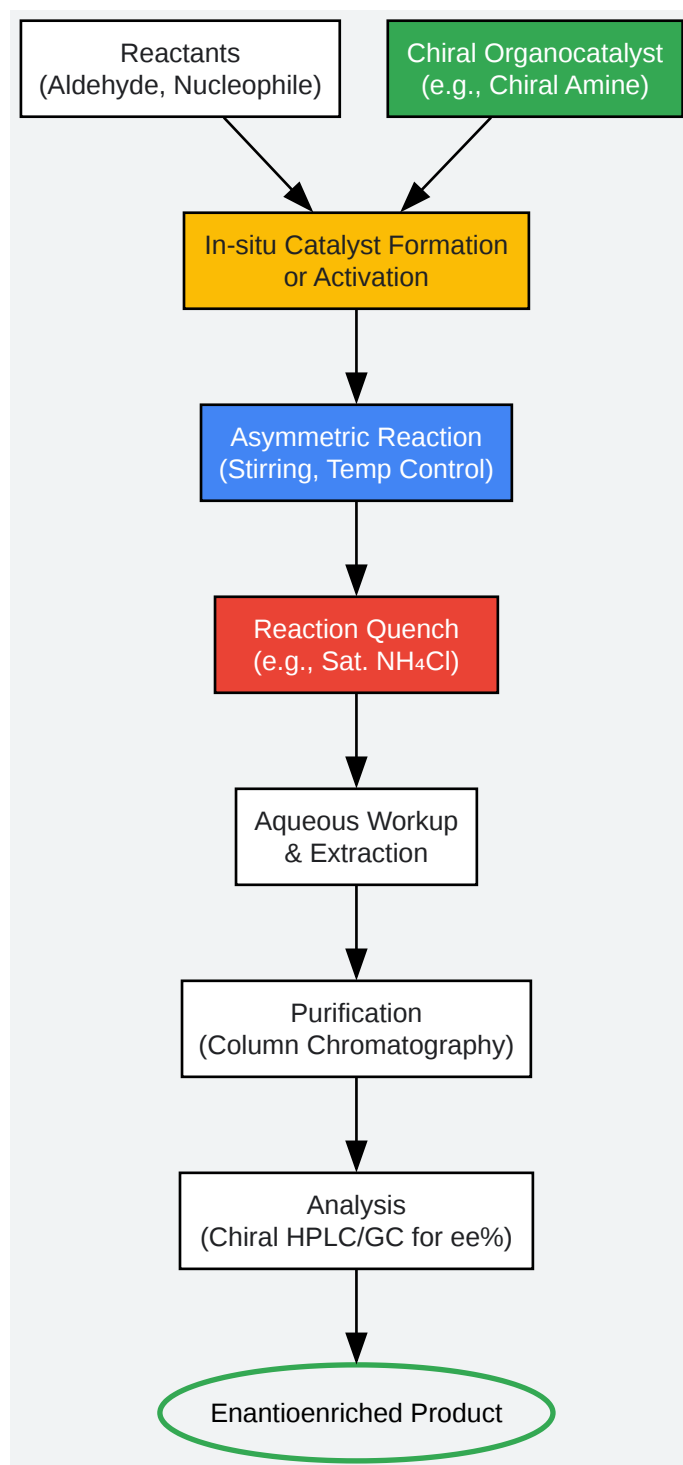 Reactants
(Aldehyde, Nucleophile)
Chiral Organocatalyst
(e.g., Chiral Amine)
In-situ Catalyst Formation
or Activation
Asymmetric Reaction
(Stirring, Temp Control)
Reaction Quench
(e.g., Sat. NH₄Cl)
Aqueous Workup
& Extraction
Purification
(Column Chromatography)
Analysis
(Chiral HPLC/GC for ee%)
Enantioenriched Product